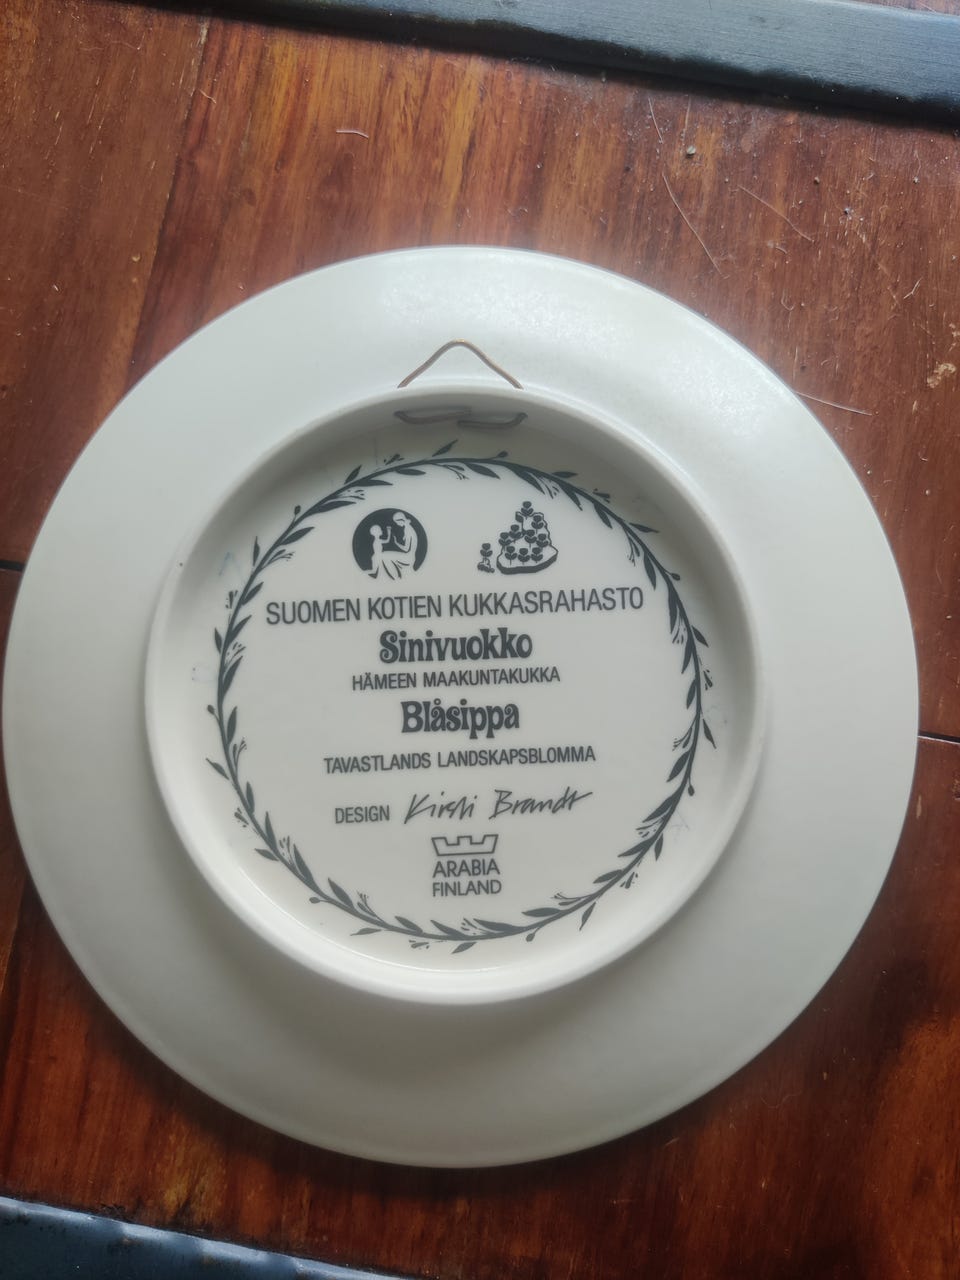 SUOMEN KOTIEN KUKKASRAHASTO
Sinivuokko
HÄMEEN MAAKUNTAKUKKA
Blåsippa
TAVASTLANDS LANDSKAPSBLOMMA
DESIGN Kirsti Brandt
ARABIA
FINLAND